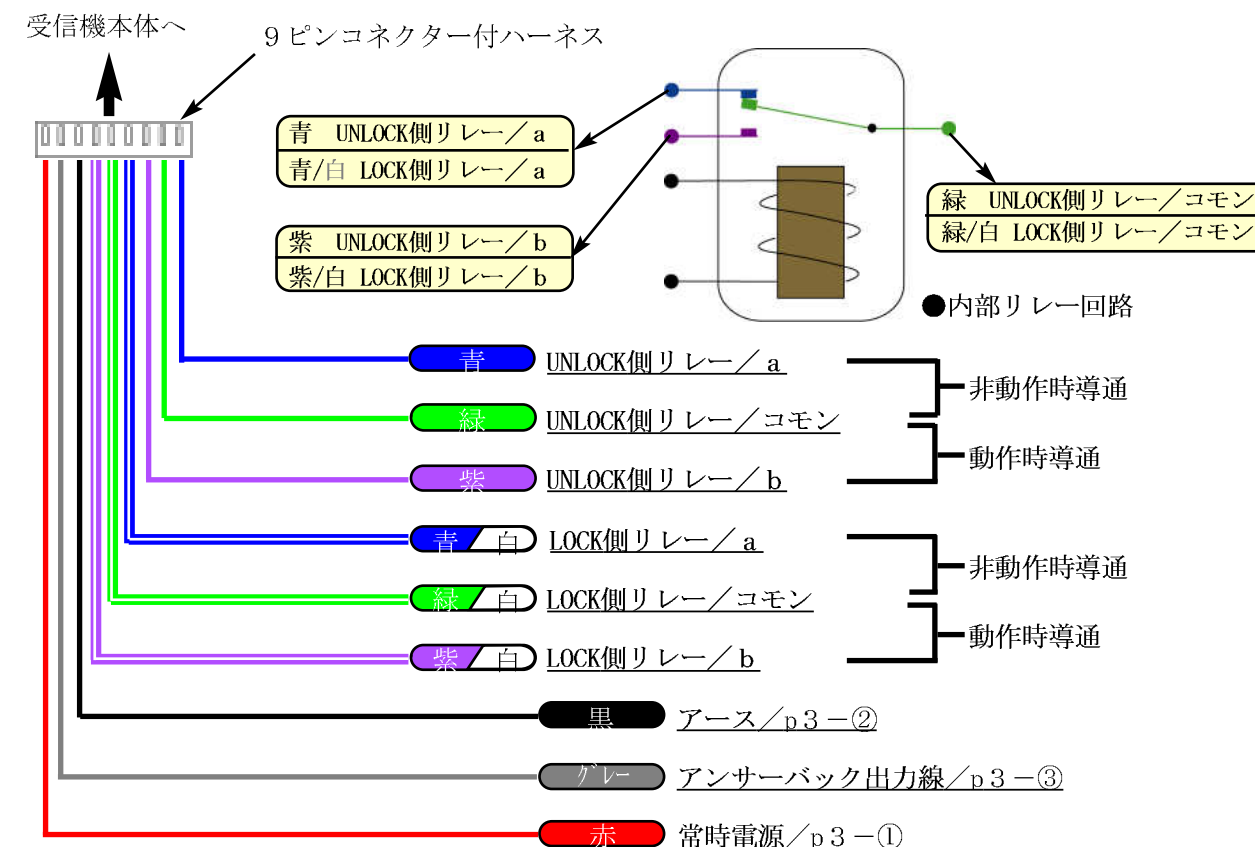 受信機本体へ
９ピンコネクター付ハーネス
青　UNLOCK側リレー／ａ
青/白 LOCK側リレー／ａ
紫　UNLOCK側リレー／ｂ
紫/白 LOCK側リレー／ｂ
緑　UNLOCK側リレー／コモン
緑/白 LOCK側リレー／コモン
●内部リレー回路
青 UNLOCK側リレー／ａ
非動作時導通
緑 UNLOCK側リレー／コモン
動作時導通
紫 UNLOCK側リレー／ｂ
青 白 LOCK側リレー／ａ
非動作時導通
緑 白 LOCK側リレー／コモン
動作時導通
紫 白 LOCK側リレー／ｂ
黒 アース／p３－②
グレー アンサーバック出力線／p３－③
赤 常時電源／p３－①